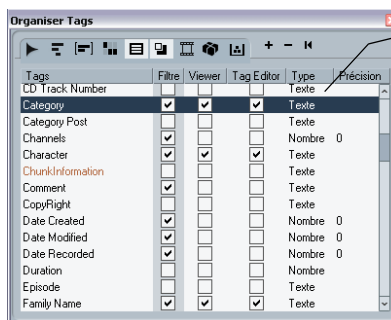 Organiser Tags
Tags Filtre Viewer Tag Editor Type Précision
CD Track Number Texte
Category Texte
Category Post Texte
Channels Nombre 0
Character Texte
ChunkInformation Texte
Comment Texte
CopyRight Texte
Date Created Nombre 0
Date Modified Nombre 0
Date Recorded Nombre 0
Duration Nombre
Episode Texte
Family Name Texte